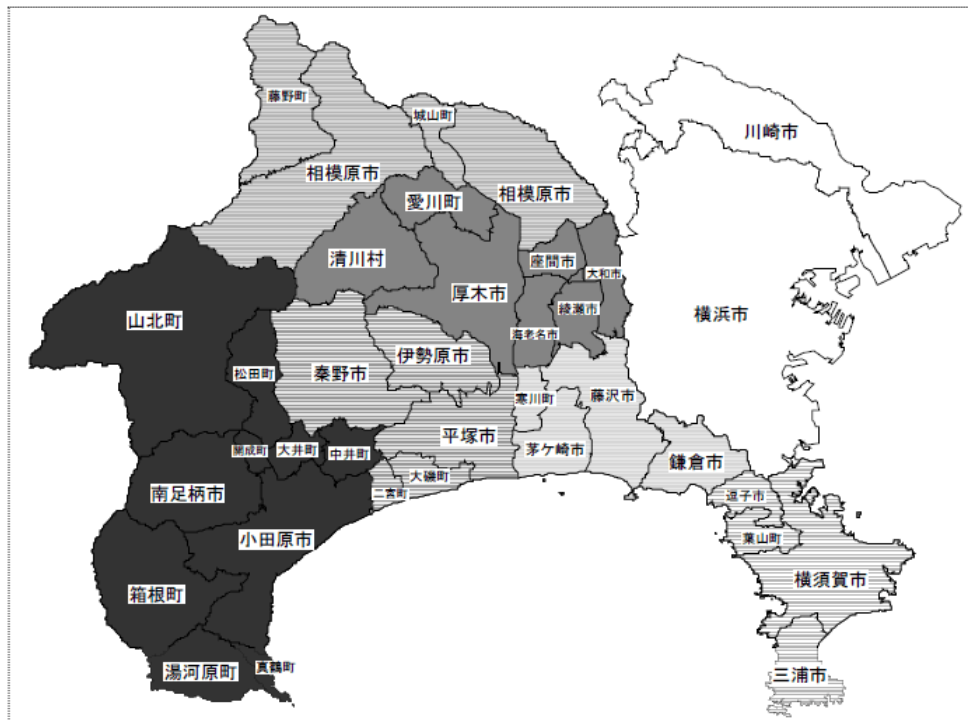 藤野町
城山町
川崎市
相模原市
相模原市
愛川町
清川村
座間市
大和市
厚木市
綾瀬市
横浜市
山北町
海老名市
伊勢原市
松田町
秦野市
寒川町
藤沢市
平塚市
開成町
大井町
中井町
茅ケ崎市
鎌倉市
大磯町
二宮町
南足柄市
逗子市
小田原市
葉山町
横須賀市
箱根町
湯河原町
真鶴町
三浦市